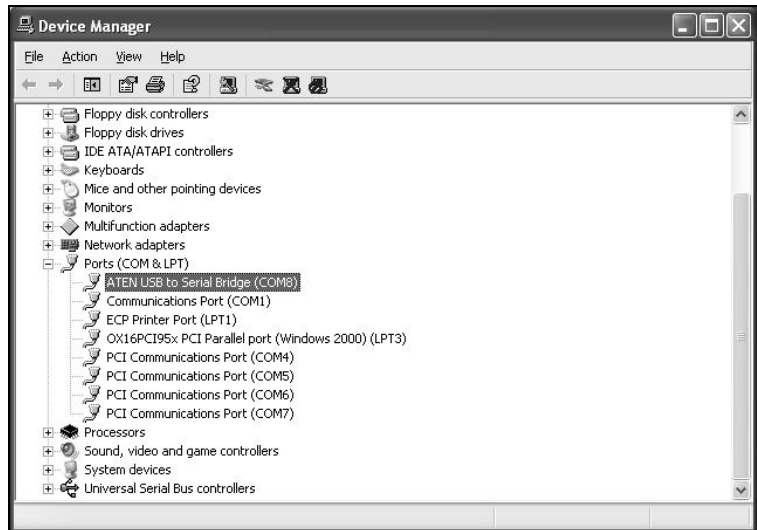 Device Manager
File Action View Help
Floppy disk controllers
Floppy disk drives
IDE ATA/ATAPI controllers
Keyboards
Mice and other pointing devices
Monitors
Multifunction adapters
Network adapters
Ports (COM & LPT)
ATEN USB to Serial Bridge (COM8)
Communications Port (COM1)
ECP Printer Port (LPT1)
OX16PCI95x PCI Parallel port (Windows 2000) (LPT3)
PCI Communications Port (COM4)
PCI Communications Port (COM5)
PCI Communications Port (COM6)
PCI Communications Port (COM7)
Processors
Sound, video and game controllers
System devices
Universal Serial Bus controllers